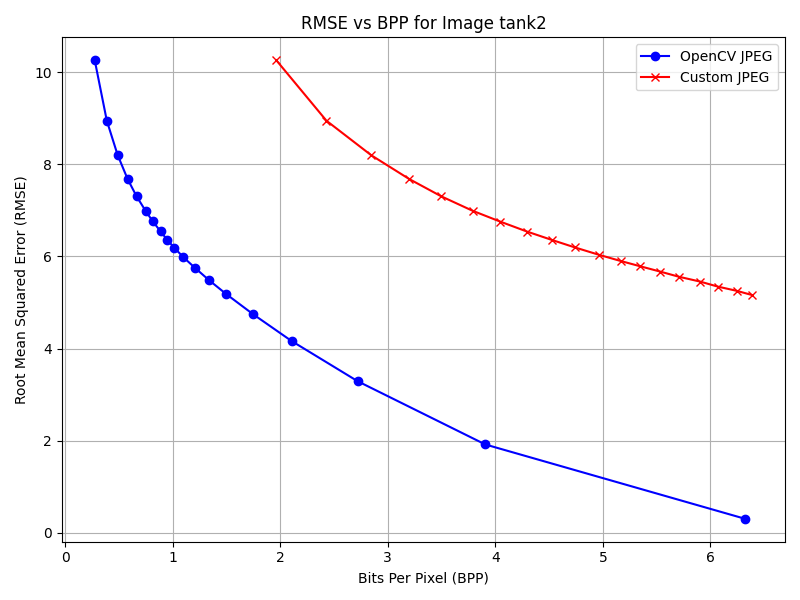 RMSE vs BPP for Image tank2
OpenCV JPEG
Custom JPEG
Root Mean Squared Error (RMSE)
10
8
6
4
2
0
0 1 2 3 4 5 6
Bits Per Pixel (BPP)